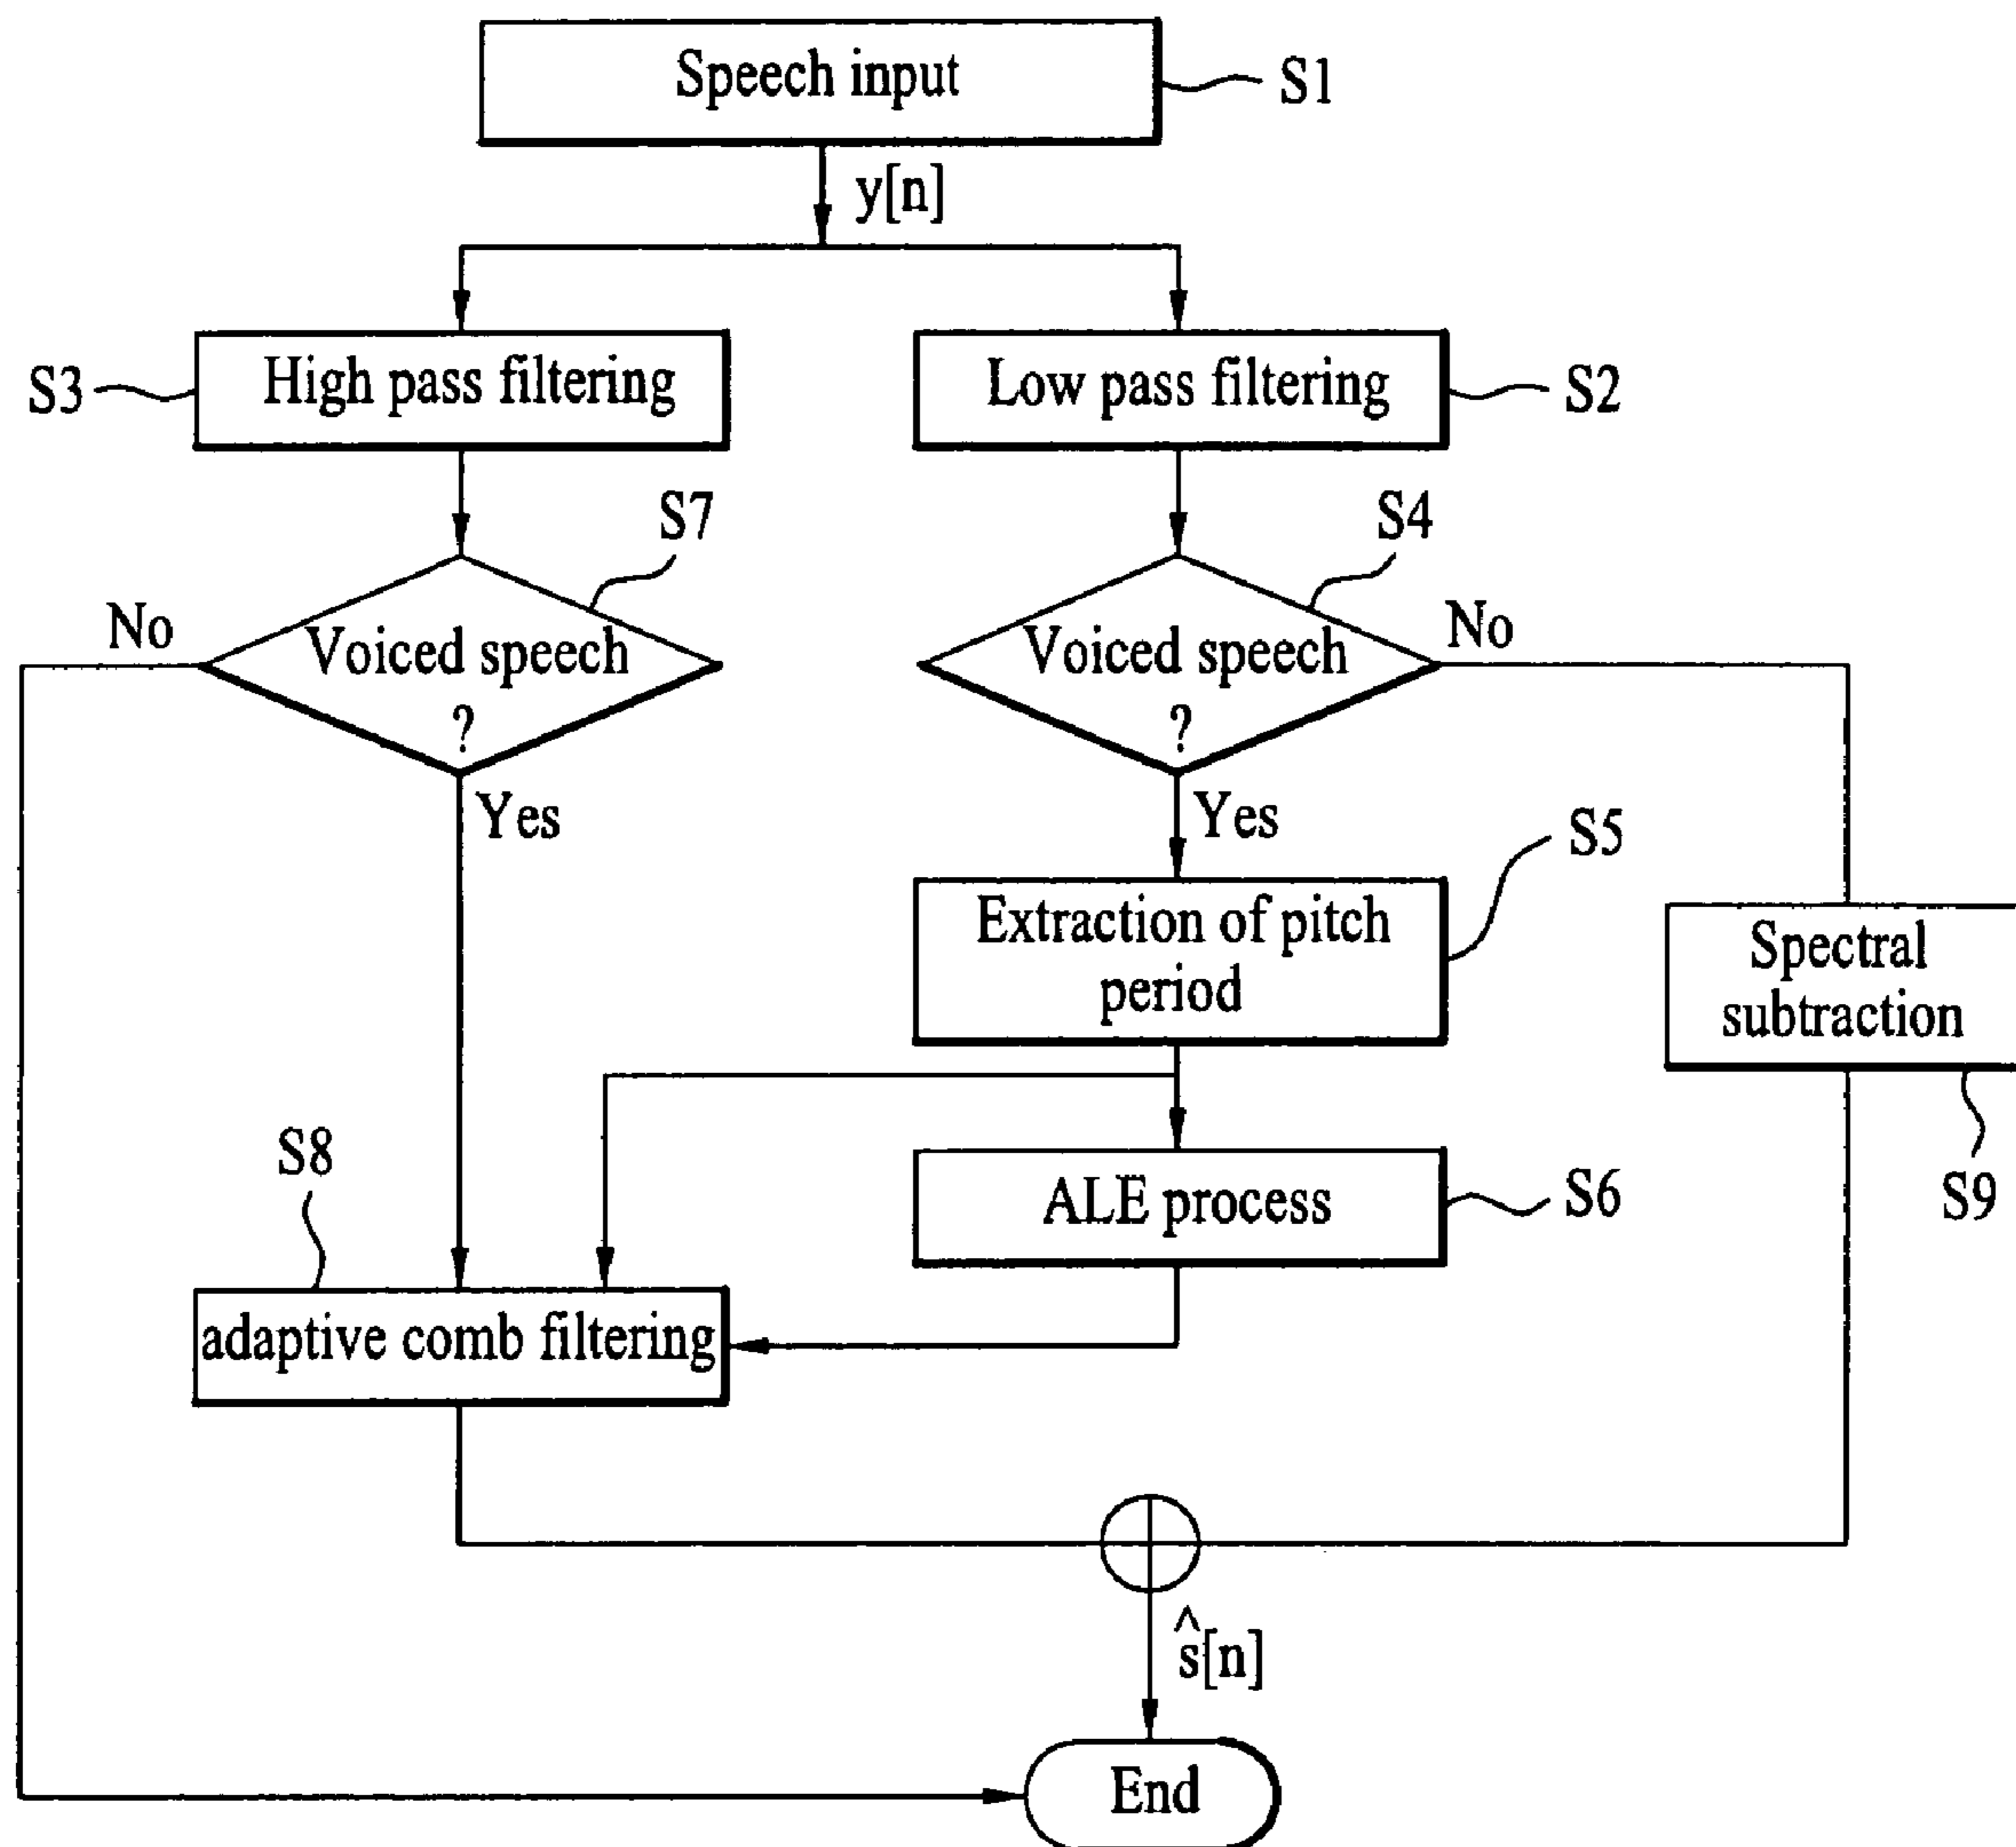 Speech input
S1
y[n]
S3
High pass filtering
Low pass filtering
S2
S7
S4
No
Voiced speech
?
Voiced speech
?
No
Yes
Yes
S5
Extraction of pitch
period
Spectral
subtraction
S8
ALE process
S6
S9
adaptive comb filtering
ŝ[n]
End